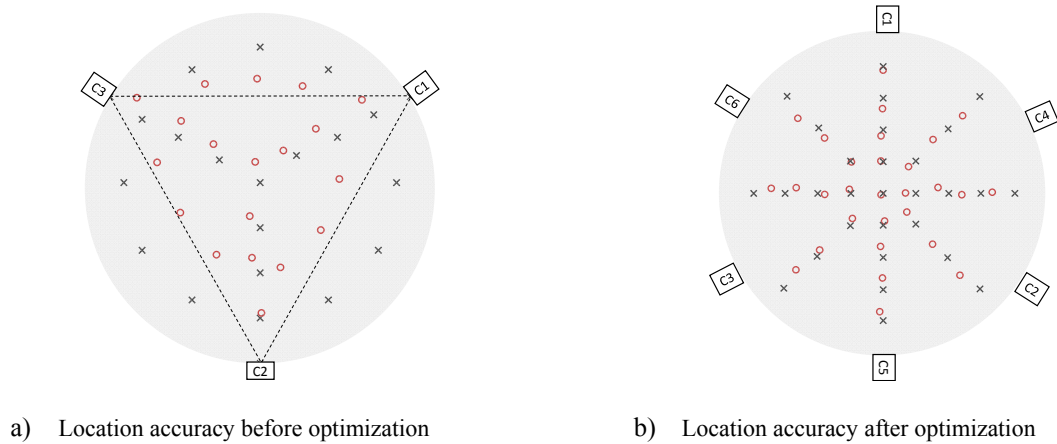 C3
C1
C2
a) Location accuracy before optimization
C1
C6
C4
C3
C2
C5
b) Location accuracy after optimization